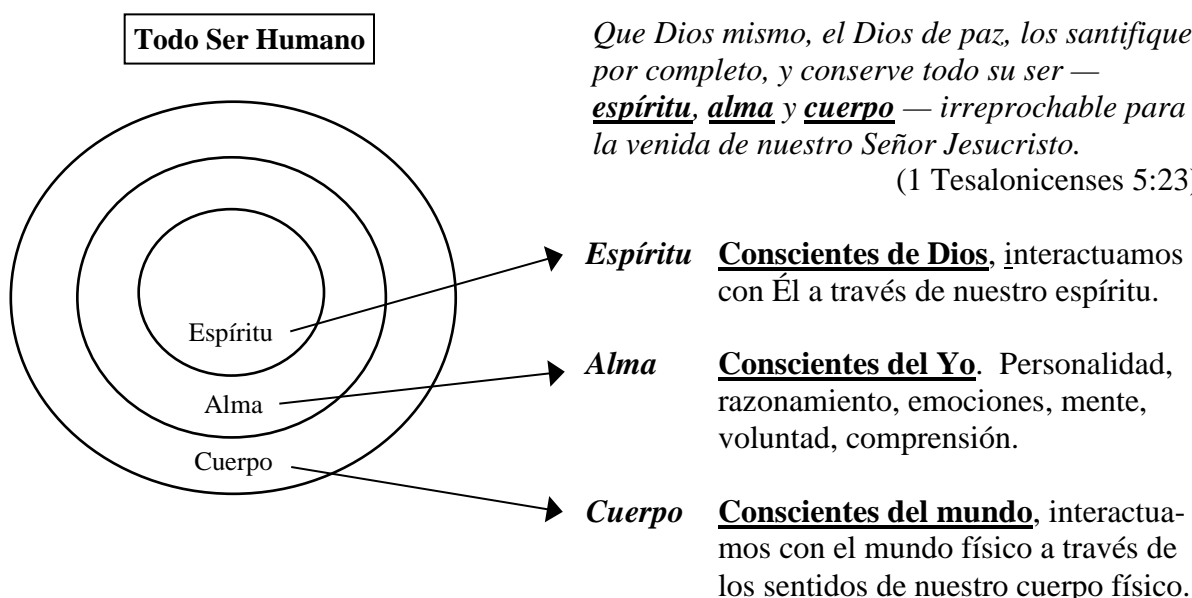 Todo Ser Humano
Que Dios mismo, el Dios de paz, los santifique
por completo, y conserve todo su ser —
espíritu, alma y cuerpo — irreprochable para
la venida de nuestro Señor Jesucristo.
(1 Tesalonicenses 5:23)
Espíritu
Alma
Cuerpo
Espíritu Conscientes de Dios, interactuamos
con Él a través de nuestro espíritu.
Alma Conscientes del Yo. Personalidad,
razonamiento, emociones, mente,
voluntad, comprensión.
Cuerpo Conscientes del mundo, interactua-
mos con el mundo físico a través de
los sentidos de nuestro cuerpo físico.